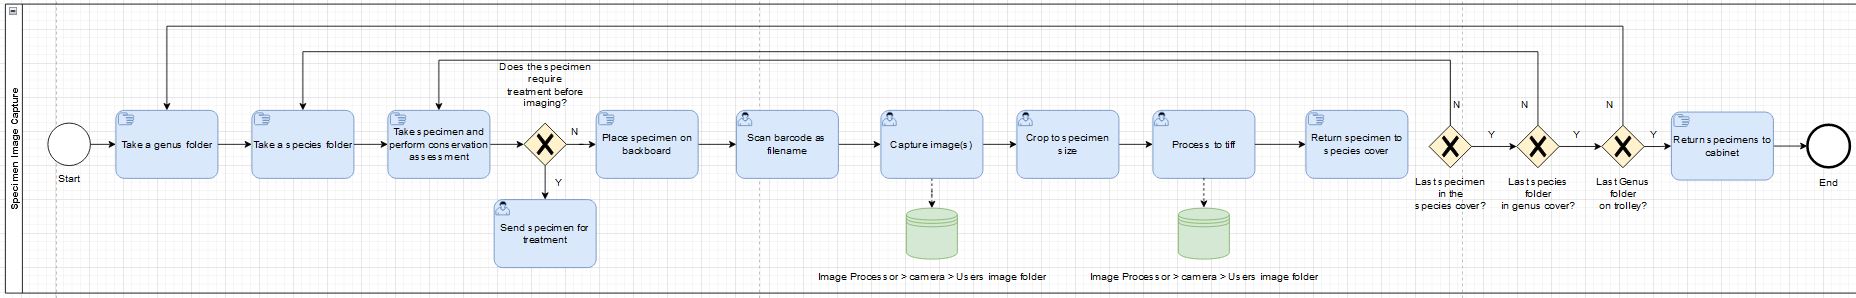 Specimen Image Capture
Start
Take a genus folder
Take a species folder
Take specimen and
perform conservation
assessment
Does the specimen
require
treatment before
imaging?
N
Y
Send specimen for
treatment
Place specimen on
backboard
Scan barcode as
filename
Capture image(s)
Image Processor > camera > Users image folder
Crop to specimen
size
Process to tiff
Image Processor > camera > Users image folder
Return specimen to
species cover
N
Y
Last specimen
in the
species cover?
N
Y
Last species
folder
in genus cover?
N
Y
Last Genus
folder
on trolley?
Return specimens to
cabinet
End